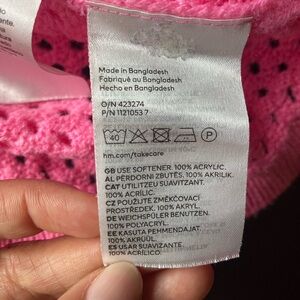 Made in Bangladesh
Fabriqué au Bangladesh
Hecho en Bangladesh
O/N 423274
P/N 1121053 7
40
P
hm.com/takecare
GB USE SOFTENER. 100% ACRYLIC.
AL PËRDORNI ZBUTËS. 100% AKRILIK.
CAT UTILITZEU SUAVITZANT.
100% ACRÍLIC.
CZ POUŽIJTE ZMĚKČOVACÍ
PROSTŘEDEK. 100% AKRYL.
DE WEICHSPÜLER BENUTZEN.
100% POLYACRYL.
EE KASUTA PEHMENDAJAT.
100% AKRÜÜL.
ES USAR SUAVIZANTE.
100% ACRÍLICO.